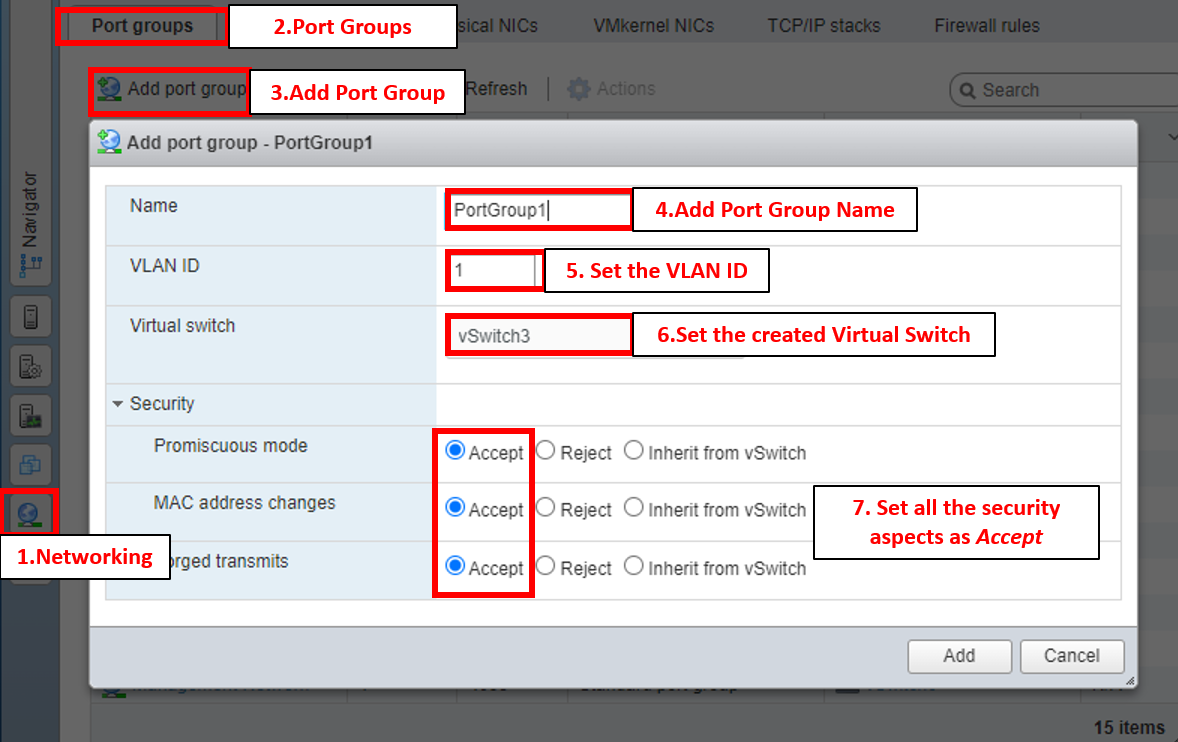 Port groups
2.Port Groups
sical NICs
VMkernel NICs
TCP/IP stacks
Firewall rules
Add port group
3.Add Port Group
Refresh
Actions
Search
Add port group - PortGroup1
Navigator
Name
PortGroup1
4.Add Port Group Name
VLAN ID
1
5. Set the VLAN ID
Virtual switch
vSwitch3
6.Set the created Virtual Switch
Security
Promiscuous mode
Accept
Reject
Inherit from vSwitch
MAC address changes
Accept
Reject
Inherit from vSwitch
7. Set all the security
aspects as Accept
1.Networking
orged transmits
Accept
Reject
Inherit from vSwitch
Add
Cancel
15 items